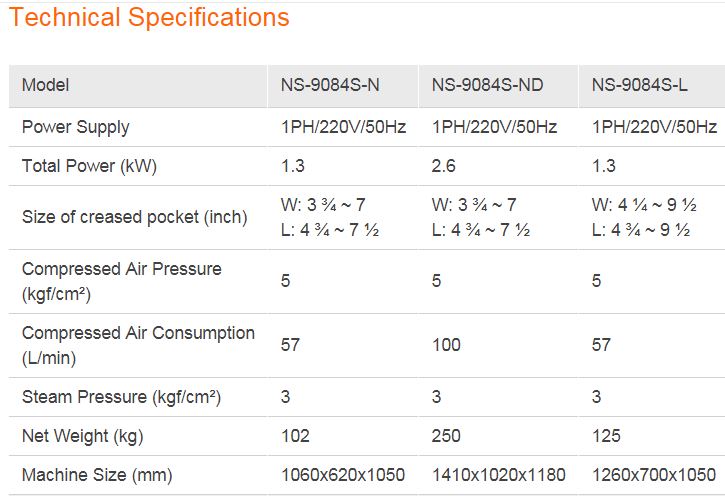 Technical Specifications
Model NS-9084S-N NS-9084S-ND NS-9084S-L
Power Supply 1PH/220V/50Hz 1PH/220V/50Hz 1PH/220V/50Hz
Total Power (kW) 1.3 2.6 1.3
Size of creased pocket (inch) W: 3 ¾ ~ 7 W: 3 ¾ ~ 7 W: 4 ¼ ~ 9 ½
L: 4 ¾ ~ 7 ½ L: 4 ¾ ~ 7 ½ L: 4 ¾ ~ 9 ½
Compressed Air Pressure
(kgf/cm²) 5 5 5
Compressed Air Consumption
(L/min) 57 100 57
Steam Pressure (kgf/cm²) 3 3 3
Net Weight (kg) 102 250 125
Machine Size (mm) 1060x620x1050 1410x1020x1180 1260x700x1050